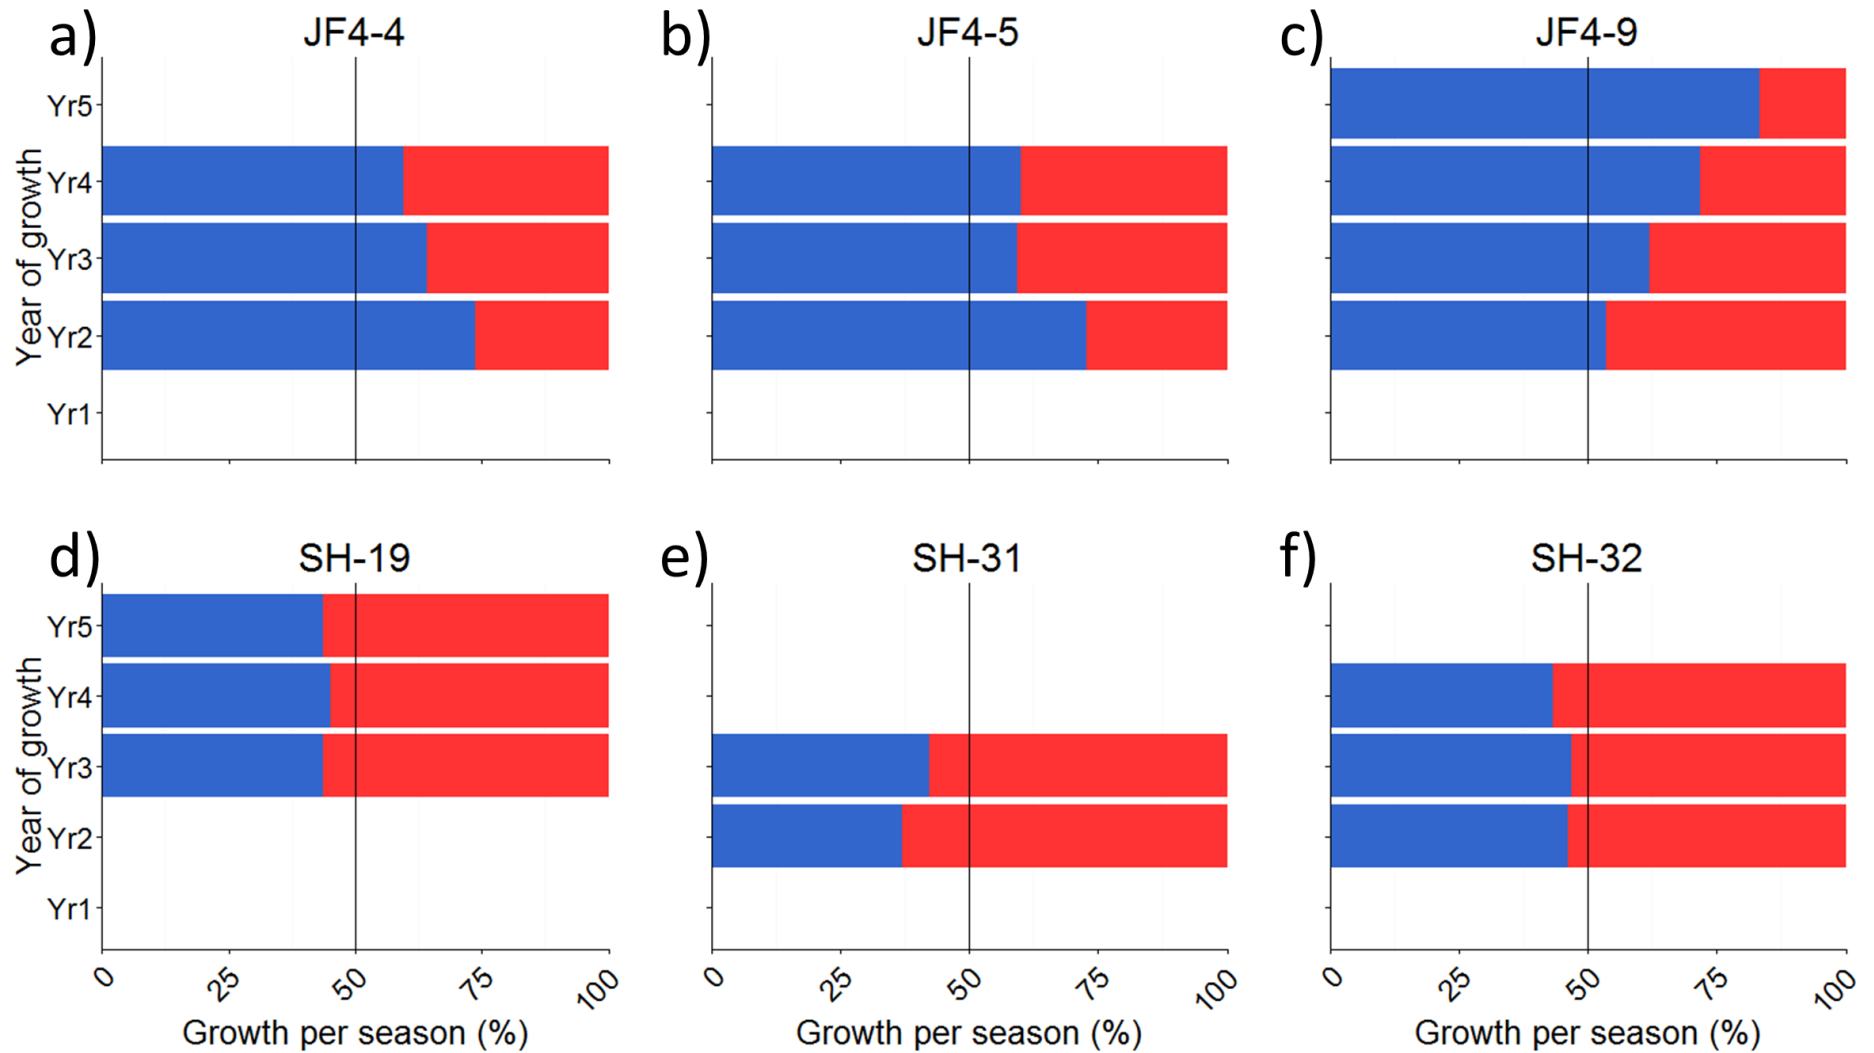 a) JF4-4
b) JF4-5
c) JF4-9
Year of growth
Yr5
Yr4
Yr3
Yr2
Yr1
d) SH-19
e) SH-31
f) SH-32
Year of growth
Yr5
Yr4
Yr3
Yr2
Yr1
0 25 50 75 100
0 25 50 75 100
0 25 50 75 100
Growth per season (%)
Growth per season (%)
Growth per season (%)